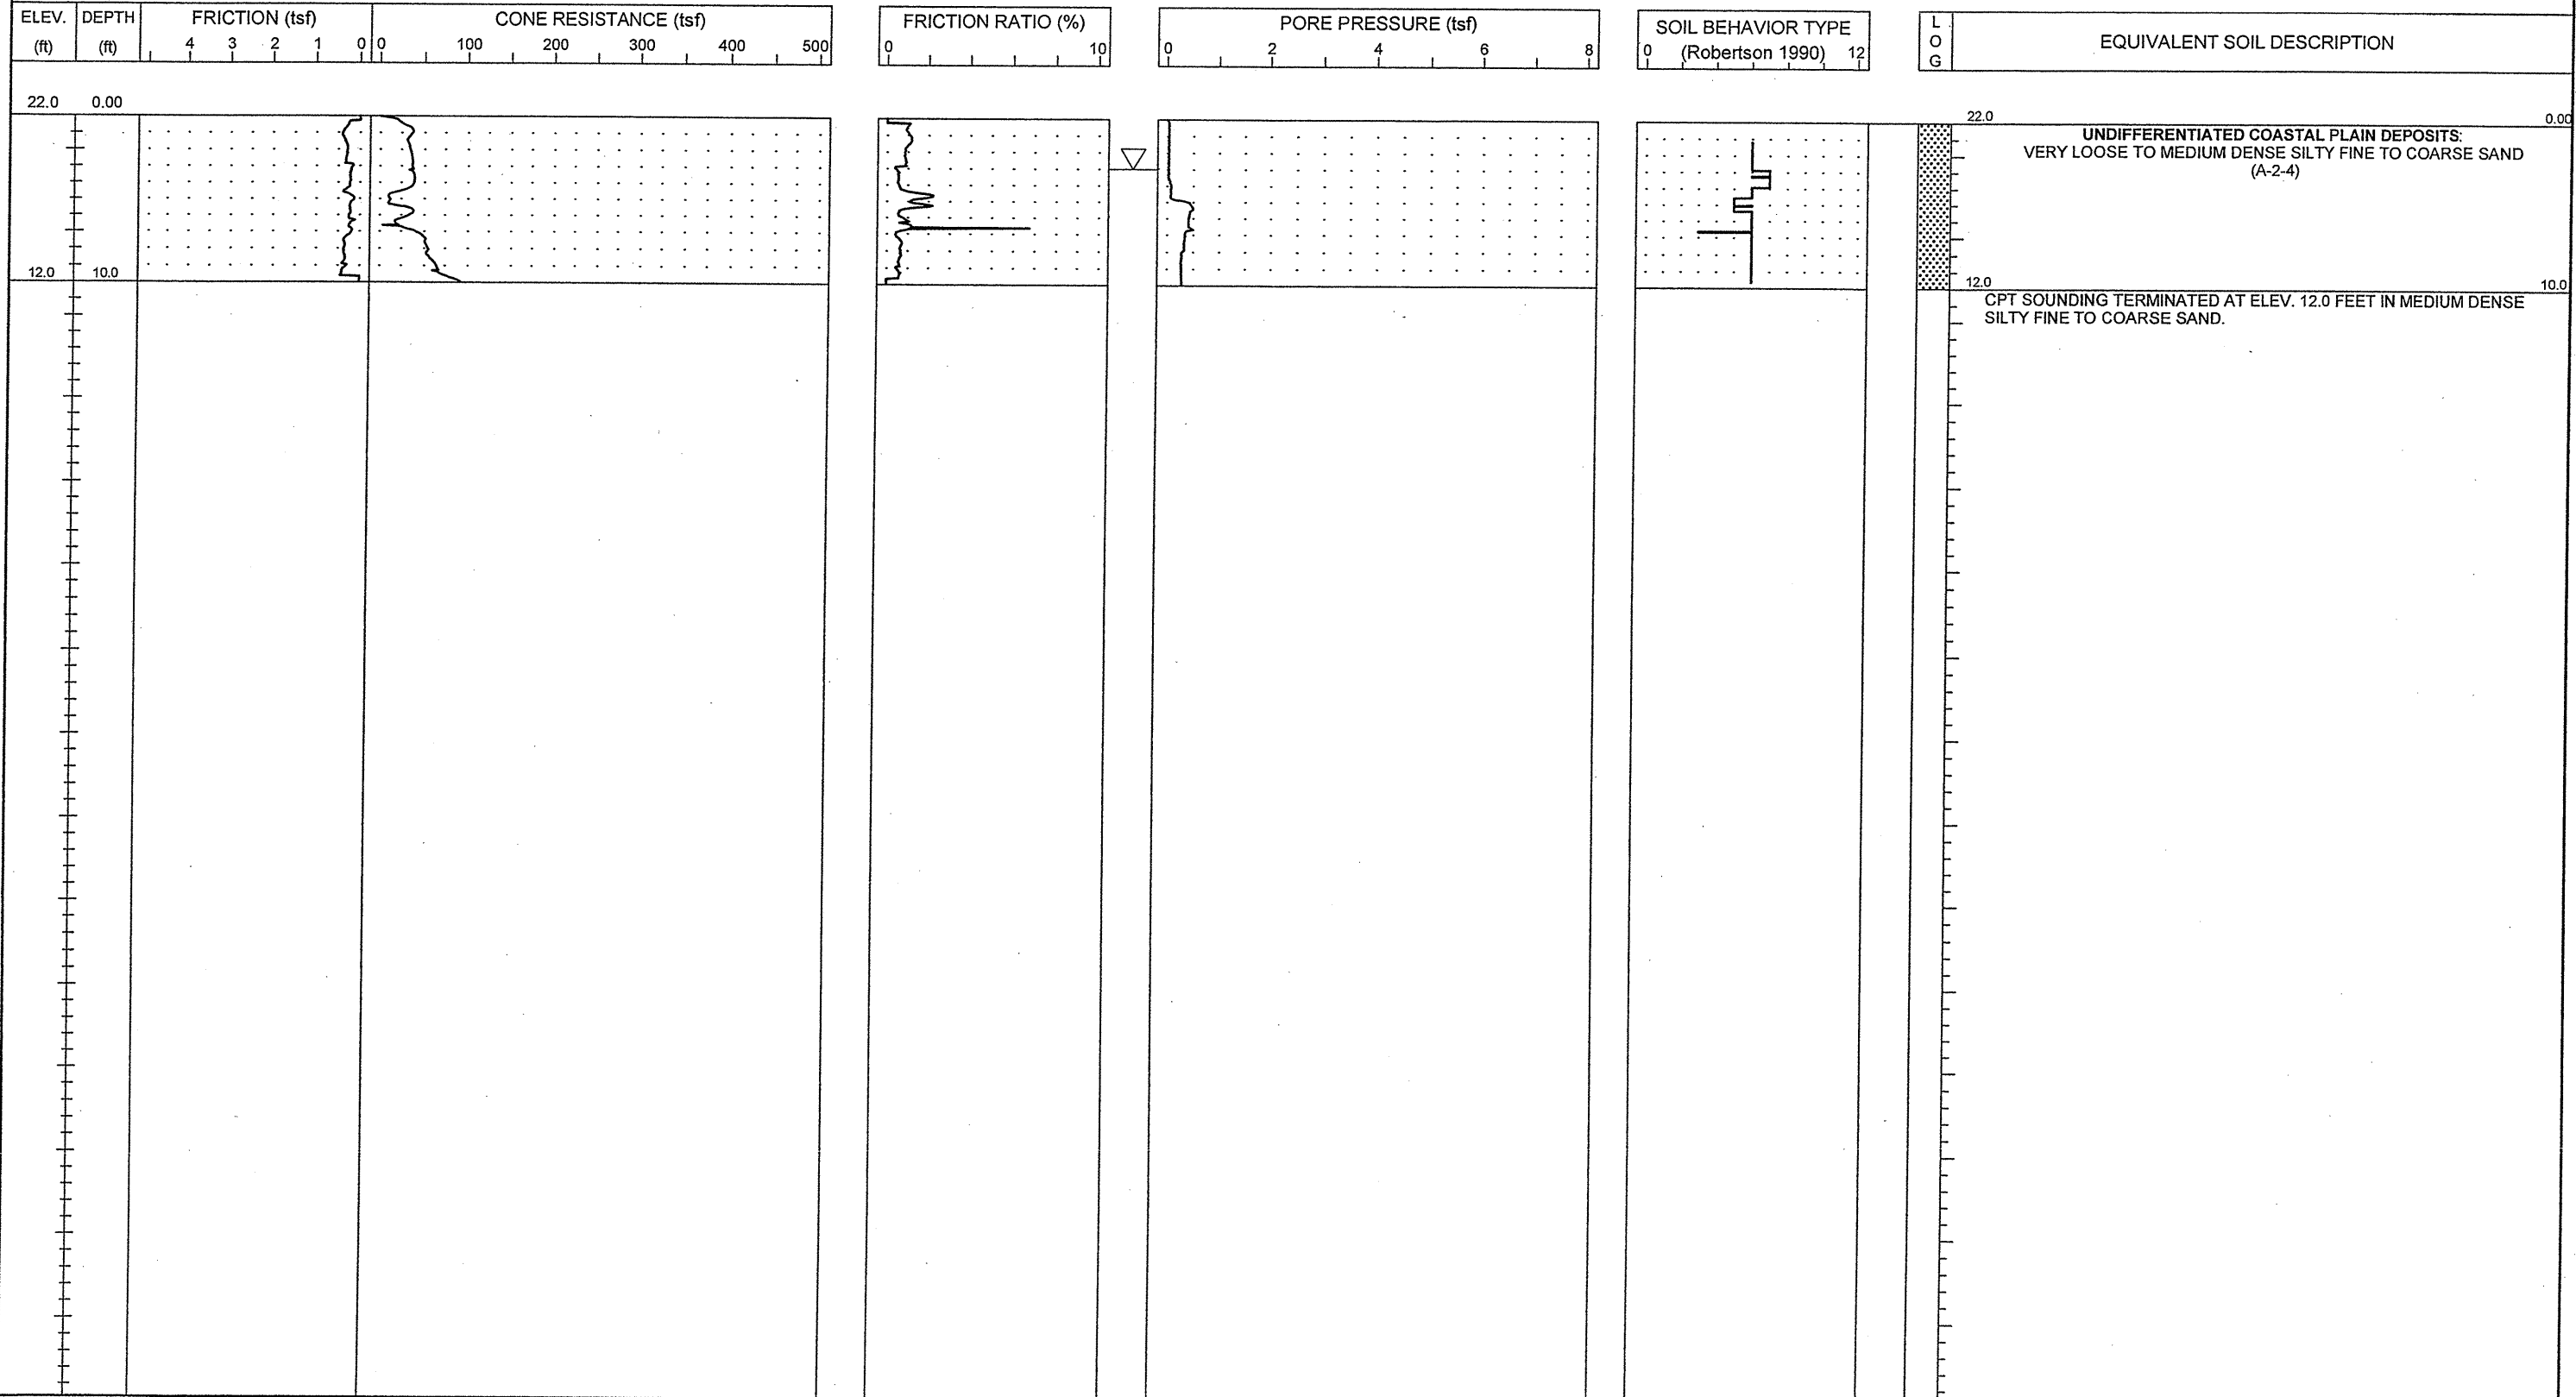 ELEV.
(ft)
DEPTH
(ft)
FRICTION (tsf)
4 3 2 1 0
CONE RESISTANCE (tsf)
0 100 200 300 400 500
FRICTION RATIO (%)
0 10
PORE PRESSURE (tsf)
0 2 4 6 8
SOIL BEHAVIOR TYPE
(Robertson 1990)
0 12
L
O
G
EQUIVALENT SOIL DESCRIPTION
22.0 0.00
22.0 0.00
UNDIFFERENTIATED COASTAL PLAIN DEPOSITS:
VERY LOOSE TO MEDIUM DENSE SILTY FINE TO COARSE SAND
(A-2-4)
12.0 10.0
12.0 10.0
CPT SOUNDING TERMINATED AT ELEV. 12.0 FEET IN MEDIUM DENSE
SILTY FINE TO COARSE SAND.